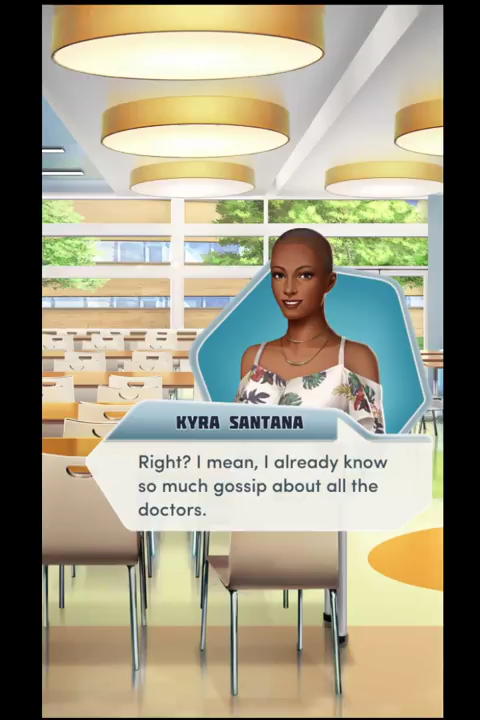 KYRA SANTANA
Right? I mean, I already know
so much gossip about all the
doctors.